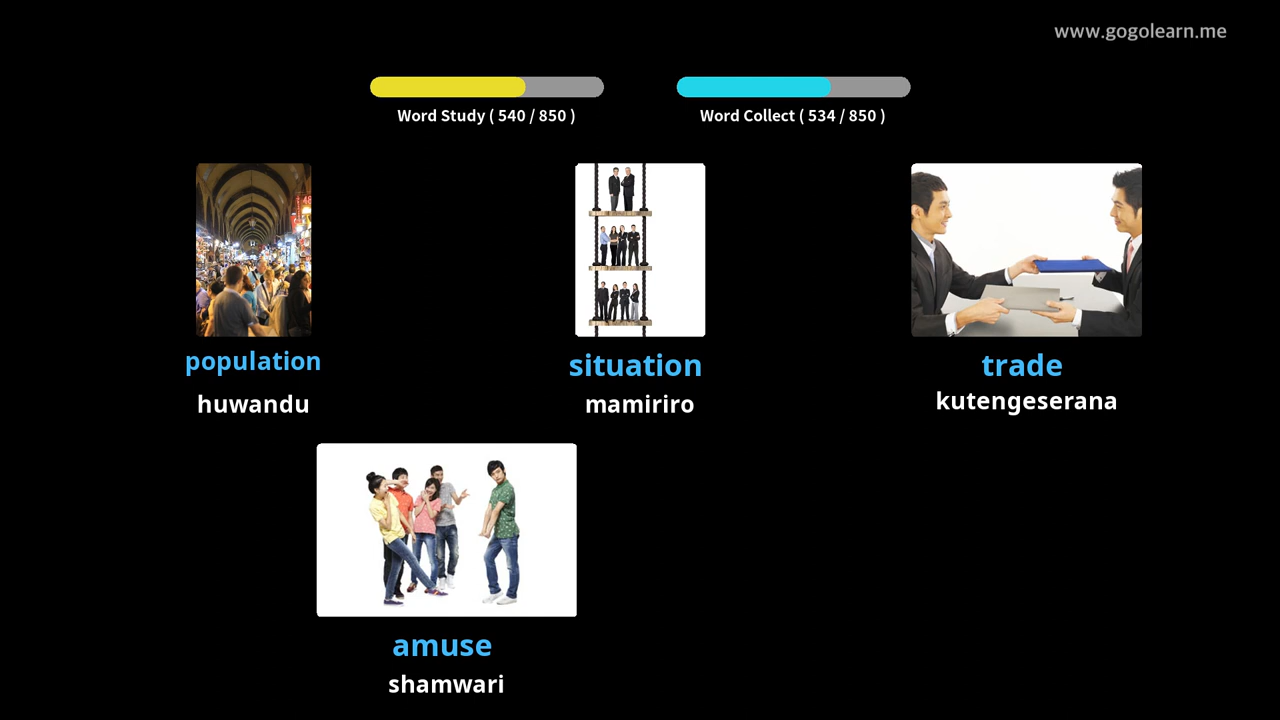 www.gogolearn.me
Word Study ( 540 / 850 )
Word Collect ( 534 / 850 )
population
huwandu
situation
mamiriro
trade
kutengeserana
amuse
shamwari